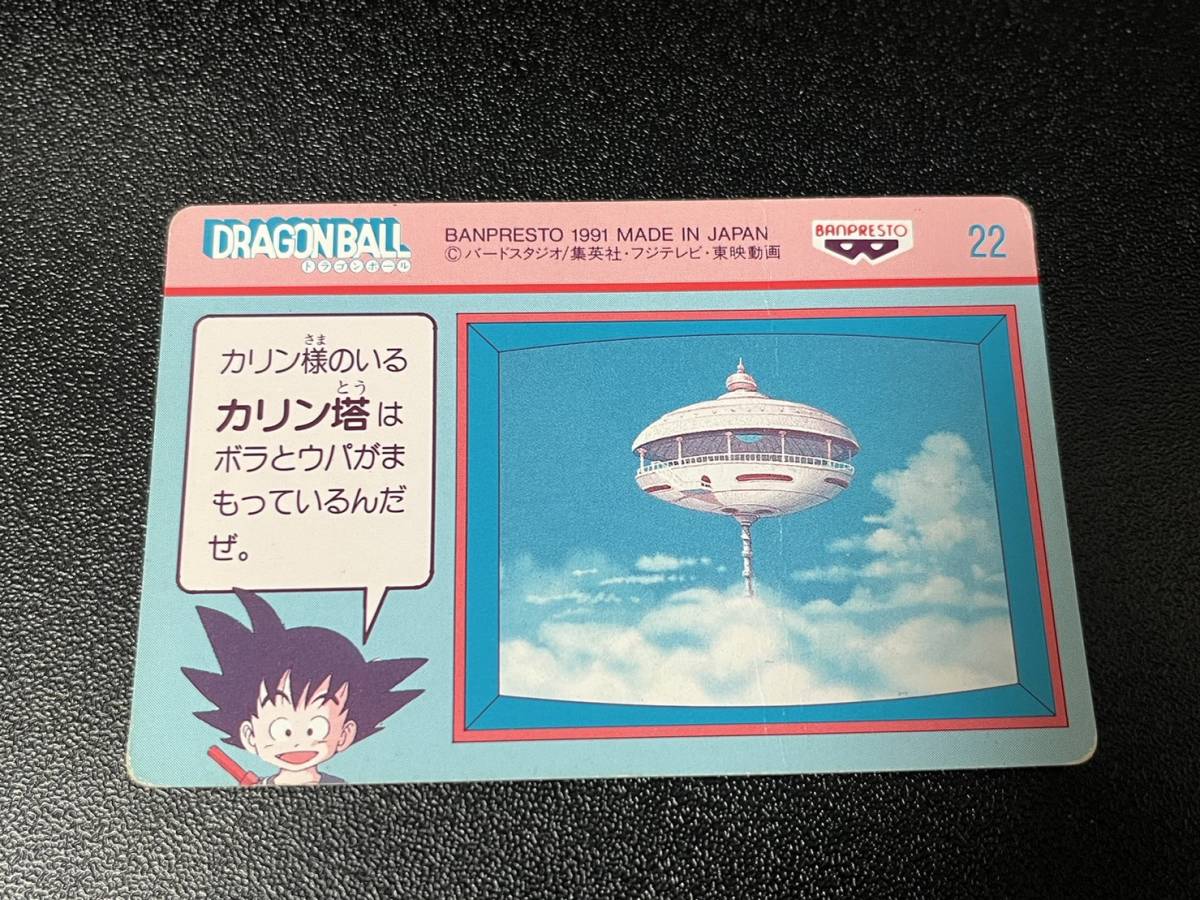 DRAGONBALL
ドラゴンボール
BANPRESTO 1991 MADE IN JAPAN
Ⓒバードスタジオ/集英社・フジテレビ・東映動画
BANPRESTO
22
さま
カリン様のいる
とう
カリン塔は
ボラとウパがま
もっているんだ
ぜ。